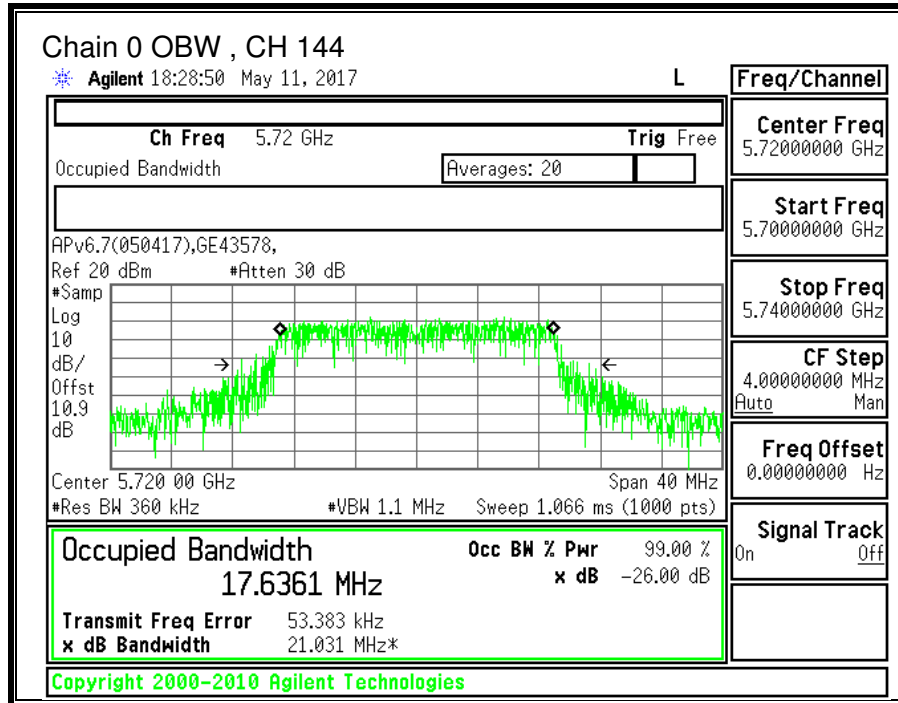 Chain 0 OBW , CH 144
Agilent 18:28:50 May 11, 2017 L
Freq/Channel
Ch Freq 5.72 GHz Trig Free
Occupied Bandwidth Averages: 20
APv6.7(050417),GE43578,
Ref 20 dBm #Atten 30 dB
#Samp
Log
10
dB/
Offst
10.9
dB
Center 5.720 00 GHz Span 40 MHz
#Res BW 360 kHz #VBW 1.1 MHz Sweep 1.066 ms (1000 pts)
Occupied Bandwidth Occ BW % Pwr 99.00 %
17.6361 MHz x dB -26.00 dB
Transmit Freq Error 53.383 kHz
x dB Bandwidth 21.031 MHz*
Copyright 2000-2010 Agilent Technologies
Center Freq
5.72000000 GHz
Start Freq
5.70000000 GHz
Stop Freq
5.74000000 GHz
CF Step
4.00000000 MHz
Auto Man
Freq Offset
0.00000000 Hz
Signal Track
On Off